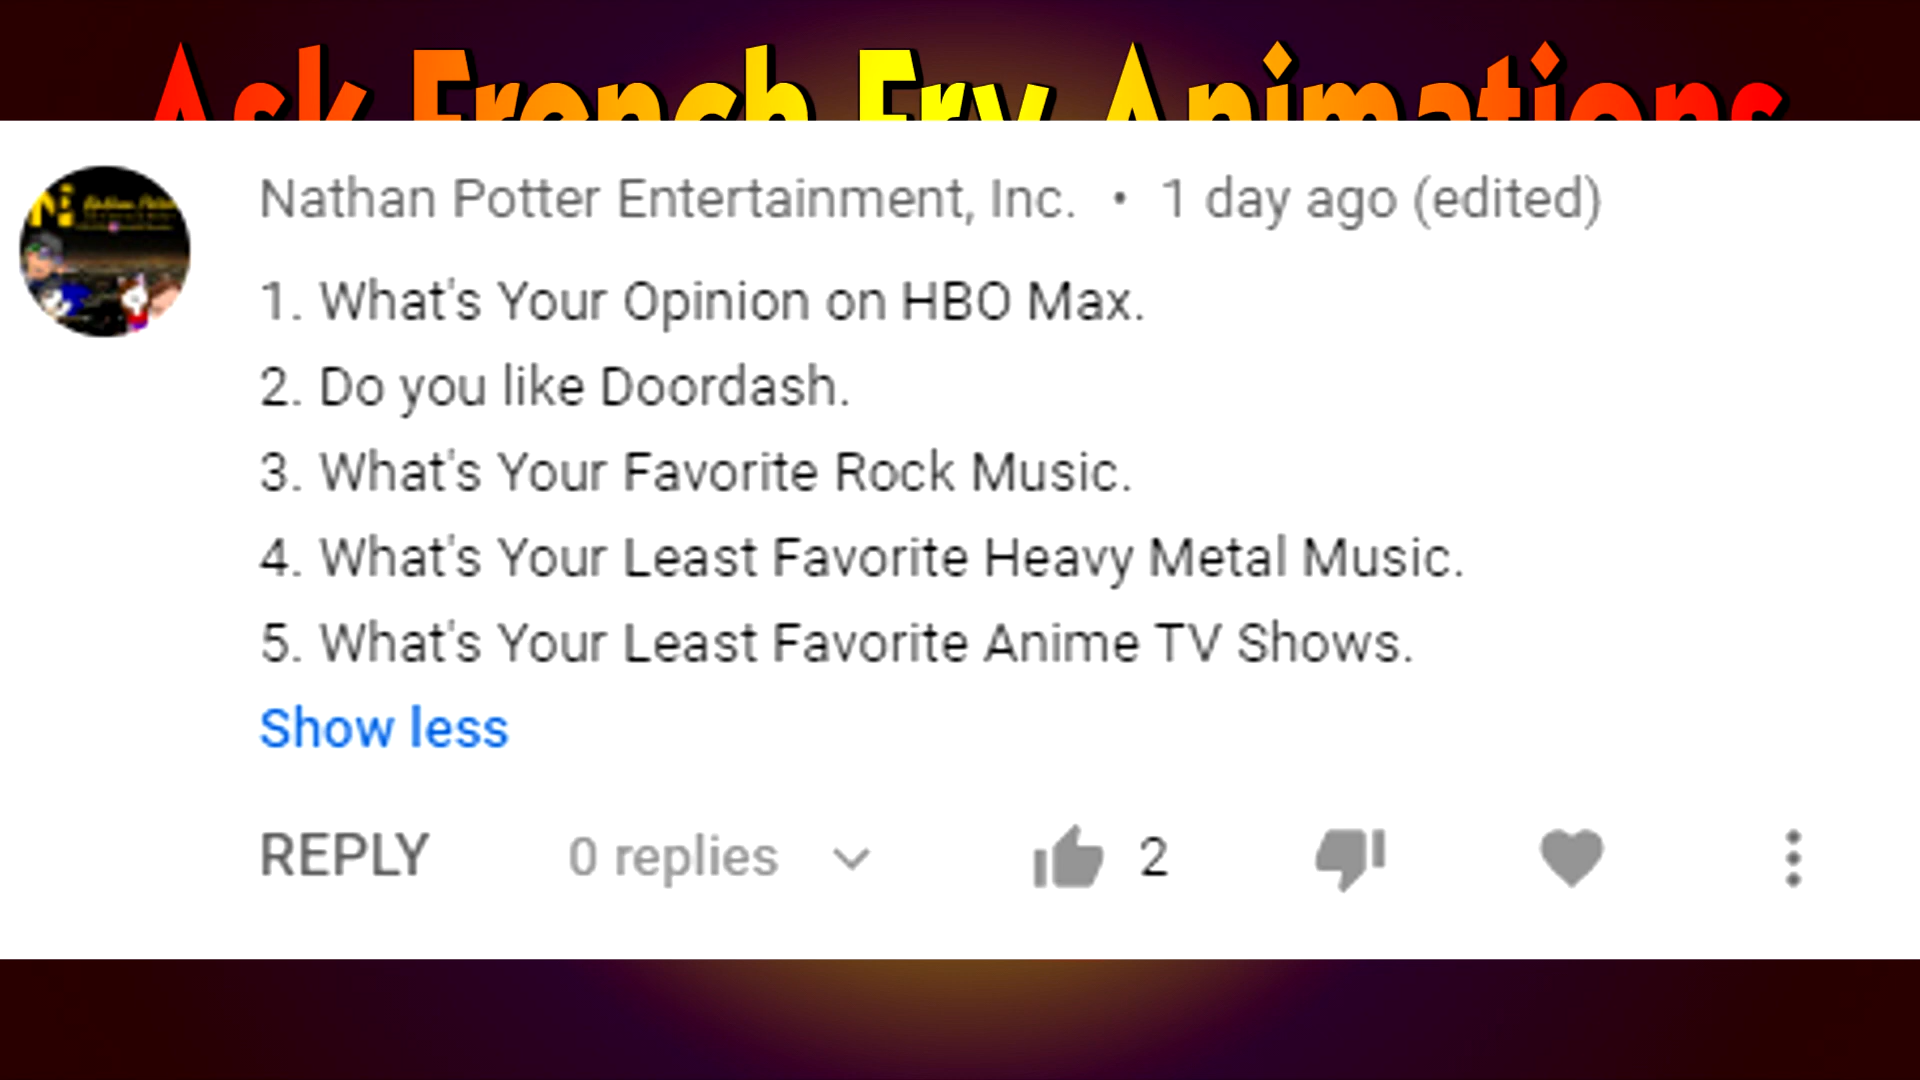 Ask French Fry Animations
Nathan Potter Entertainment, Inc. • 1 day ago (edited)
1. What's Your Opinion on HBO Max.
2. Do you like Doordash.
3. What's Your Favorite Rock Music.
4. What's Your Least Favorite Heavy Metal Music.
5. What's Your Least Favorite Anime TV Shows.
Show less
REPLY 0 replies 2